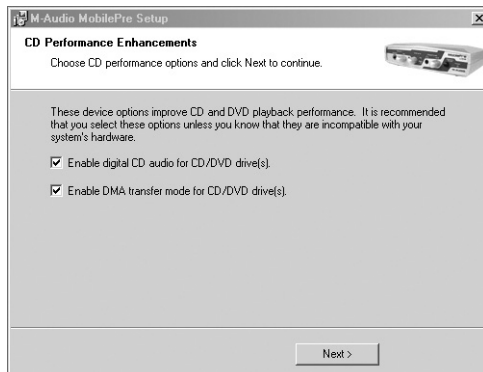 M-Audio MobilePre Setup
CD Performance Enhancements
Choose CD performance options and click Next to continue.
These device options improve CD and DVD playback performance. It is recommended
that you select these options unless you know that they are incompatible with your
system's hardware.
Enable digital CD audio for CD/DVD drive(s).
Enable DMA transfer mode for CD/DVD drive(s).
Next >